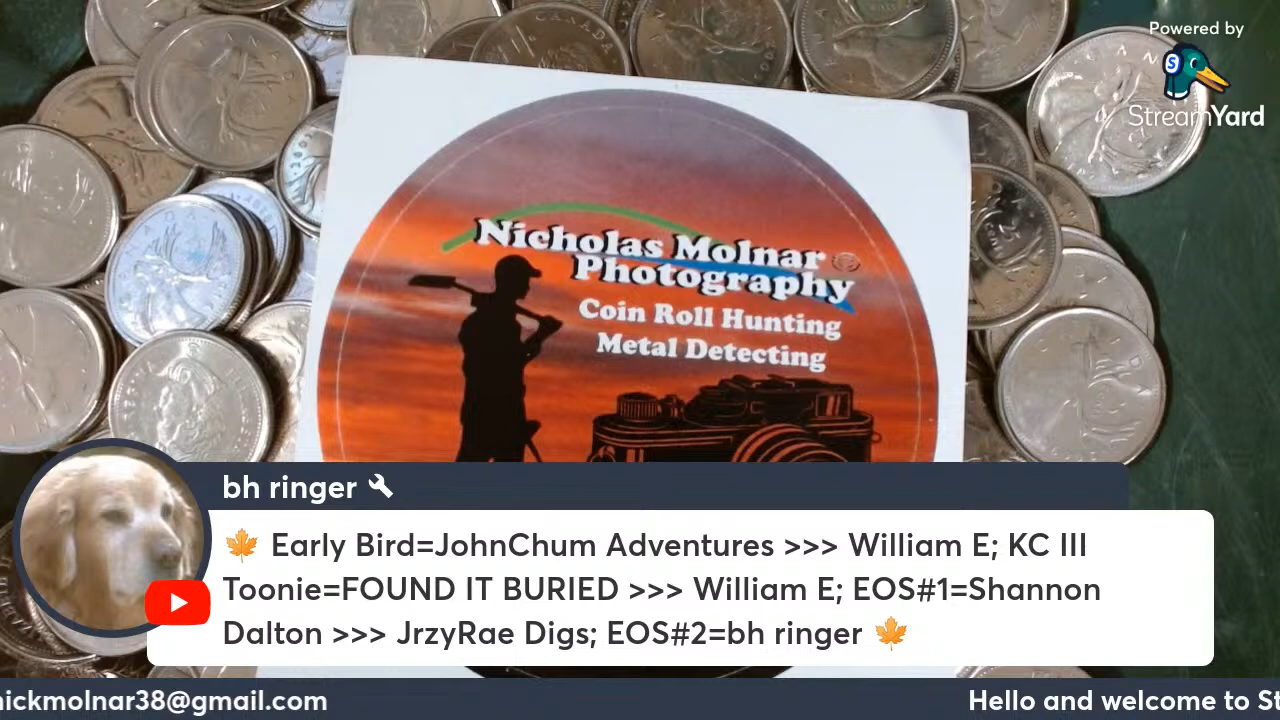 Powered by
StreamYard
CANADA
Nicholas Molnar
Photography
Coin Roll Hunting
Metal Detecting
bh ringer
🍁 Early Bird=JohnChum Adventures >>> William E; KC III
Toonie=FOUND IT BURIED >>> William E; EOS#1=Shannon
Dalton >>> JrzyRae Digs; EOS#2=bh ringer 🍁
nickmolnar38@gmail.com
Hello and welcome to St